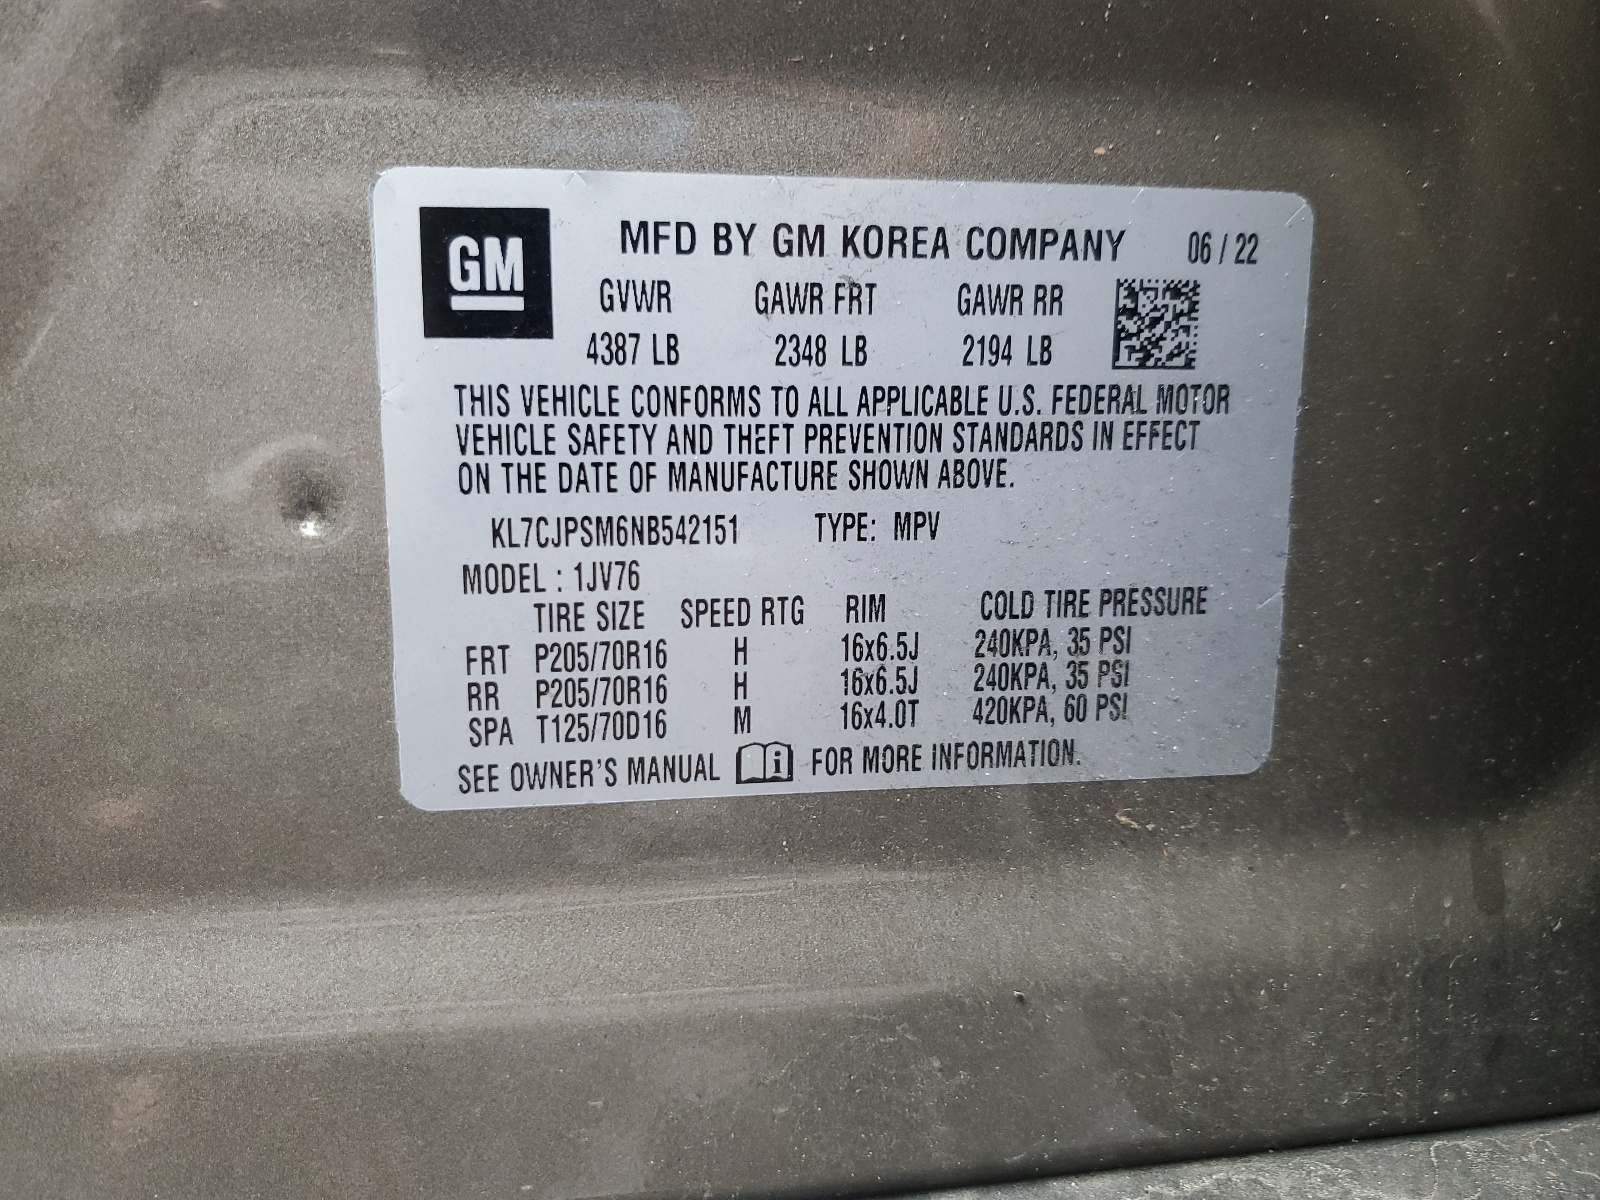 GM
MFD BY GM KOREA COMPANY 06 / 22
GVWR GAWR FRT GAWR RR
4387 LB 2348 LB 2194 LB
THIS VEHICLE CONFORMS TO ALL APPLICABLE U.S. FEDERAL MOTOR
VEHICLE SAFETY AND THEFT PREVENTION STANDARDS IN EFFECT
ON THE DATE OF MANUFACTURE SHOWN ABOVE.
KL7CJPSM6NB542151 TYPE: MPV
MODEL : 1JV76
TIRE SIZE SPEED RTG RIM COLD TIRE PRESSURE
FRT P205/70R16 H 16x6.5J 240KPA, 35 PSI
RR P205/70R16 H 16x6.5J 240KPA, 35 PSI
SPA T125/70D16 M 16x4.0T 420KPA, 60 PSI
SEE OWNER'S MANUAL i FOR MORE INFORMATION.